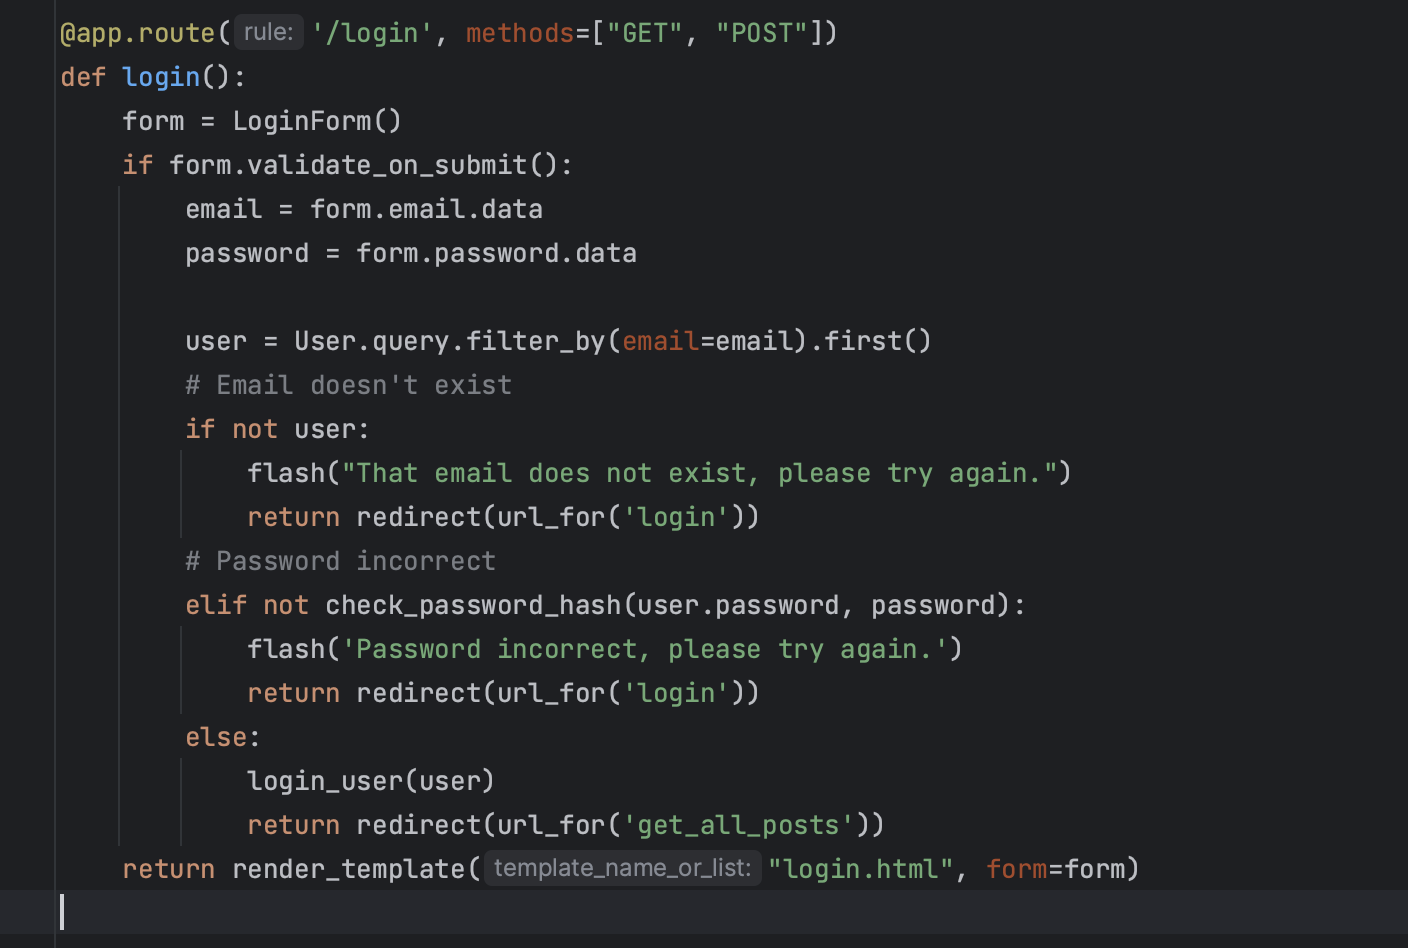 @app.route( rule: '/login', methods=["GET", "POST"])
def login():
    form = LoginForm()
    if form.validate_on_submit():
        email = form.email.data
        password = form.password.data

        user = User.query.filter_by(email=email).first()
        # Email doesn't exist
        if not user:
            flash("That email does not exist, please try again.")
            return redirect(url_for('login'))
        # Password incorrect
        elif not check_password_hash(user.password, password):
            flash('Password incorrect, please try again.')
            return redirect(url_for('login'))
        else:
            login_user(user)
            return redirect(url_for('get_all_posts'))
    return render_template( template_name_or_list: "login.html", form=form)